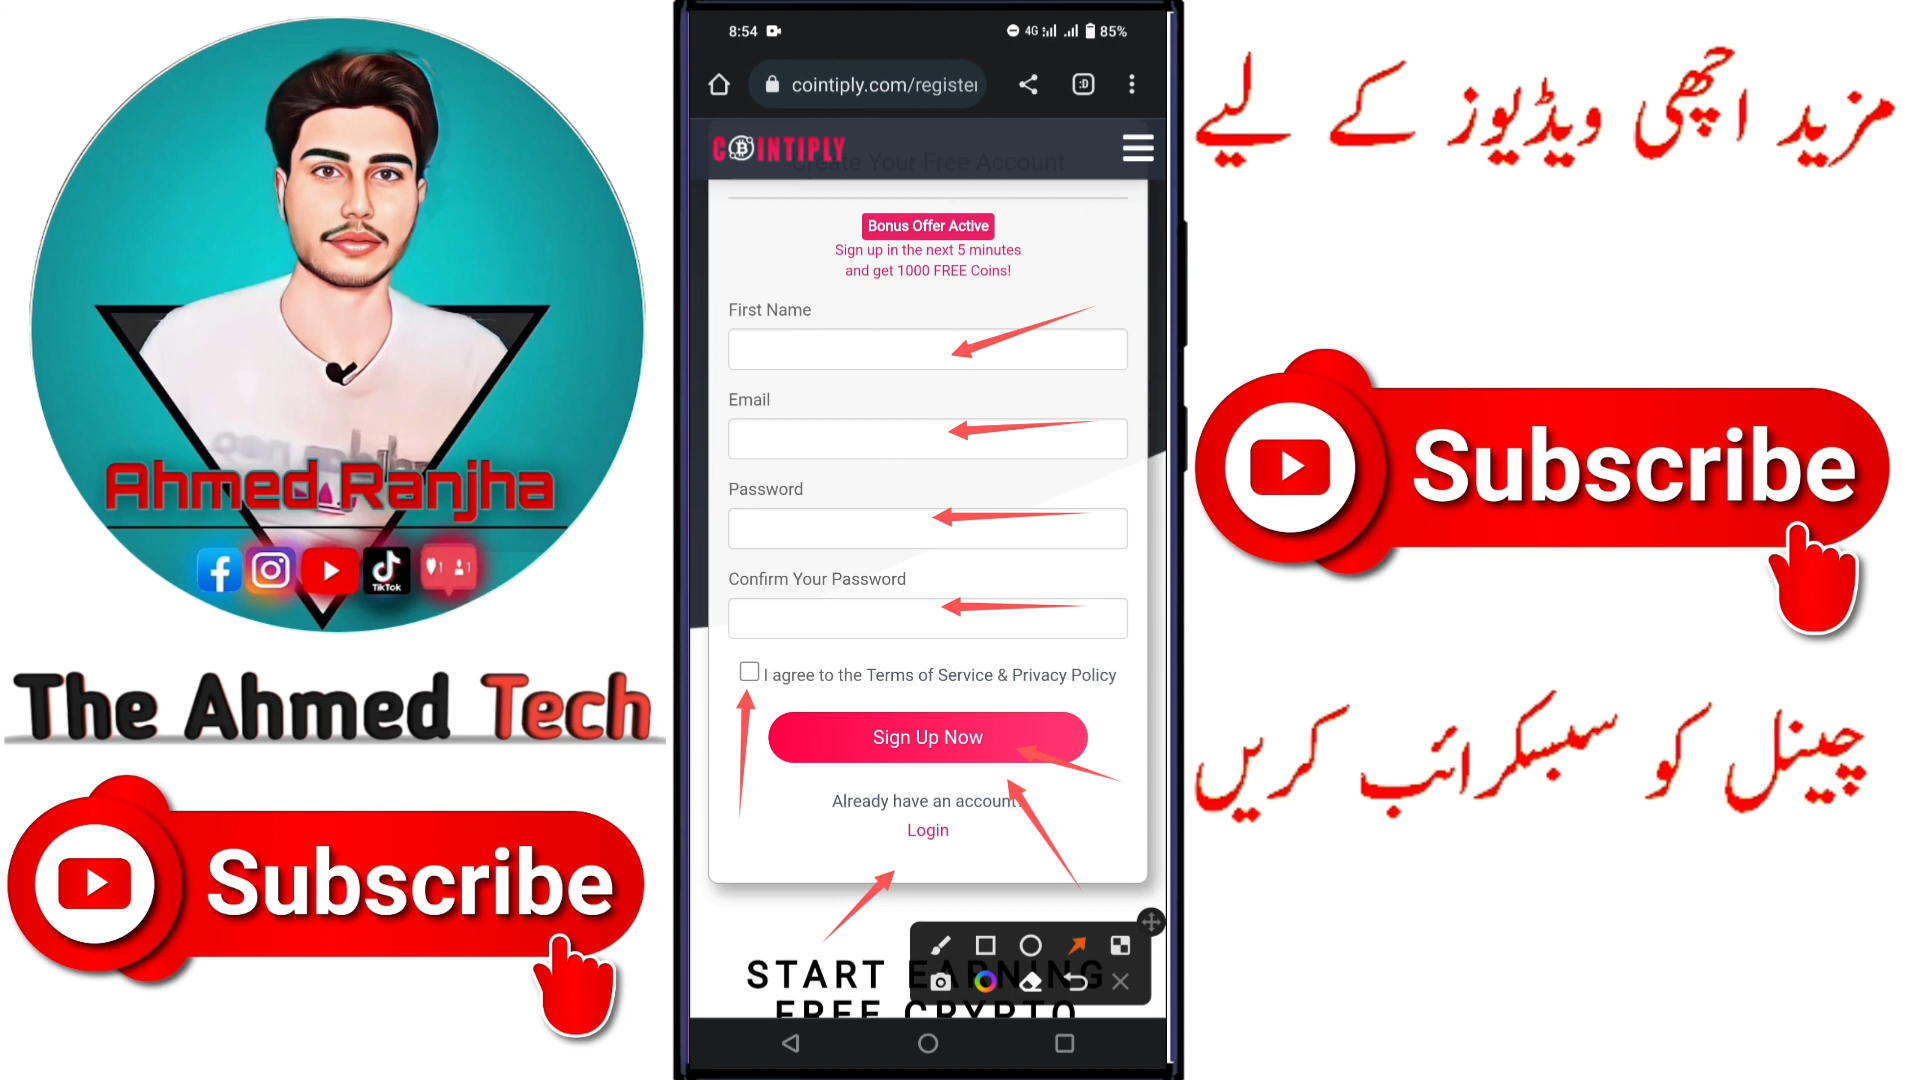 Ahmed Ranjha
TikTok
1 1
The Ahmed Tech
Subscribe
8:54
4G
85%
cointiply.com/register
:D
COINTIPLY
Create Your Free Account
Bonus Offer Active
Sign up in the next 5 minutes
and get 1000 FREE Coins!
First Name
Email
Password
Confirm Your Password
I agree to the Terms of Service & Privacy Policy
Sign Up Now
Already have an account?
Login
START EARNING
FREE CRYPTO
مزید اچھی ویڈیوز کے لیے
Subscribe
چینل کو سبسکرائب کریں